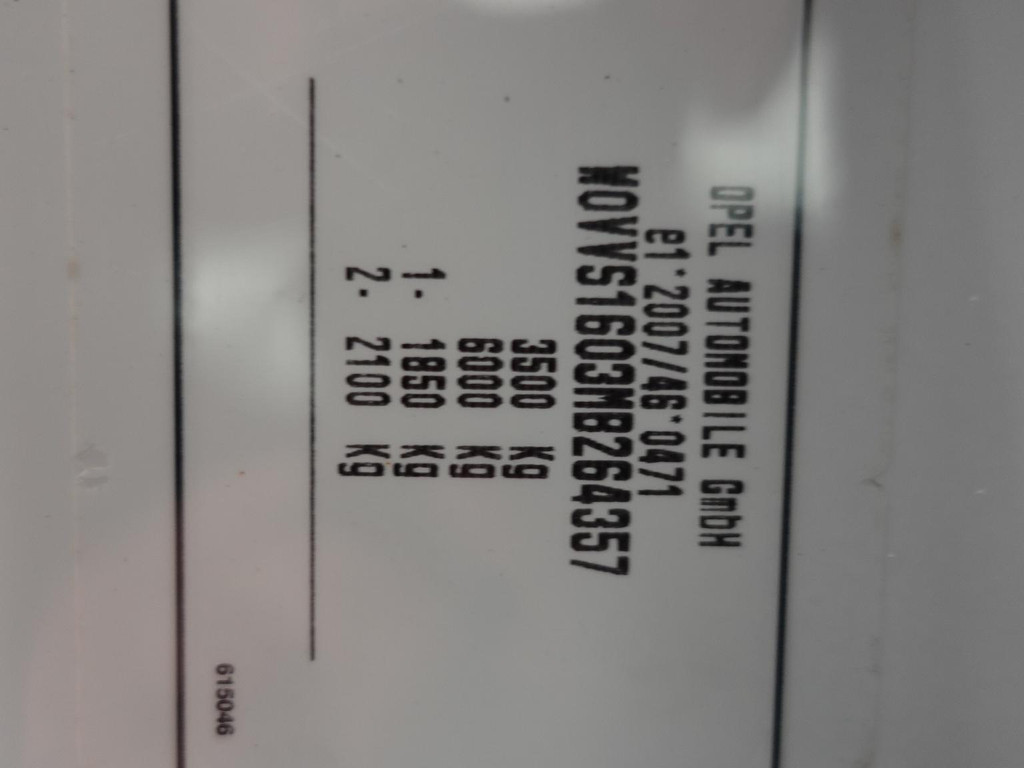 OPEL AUTOMOBILE GmbH
e1*2007/46*0471
W0VVS1603MB264357
3500 Kg
6000 Kg
1- 1850 Kg
2- 2100 Kg
615046